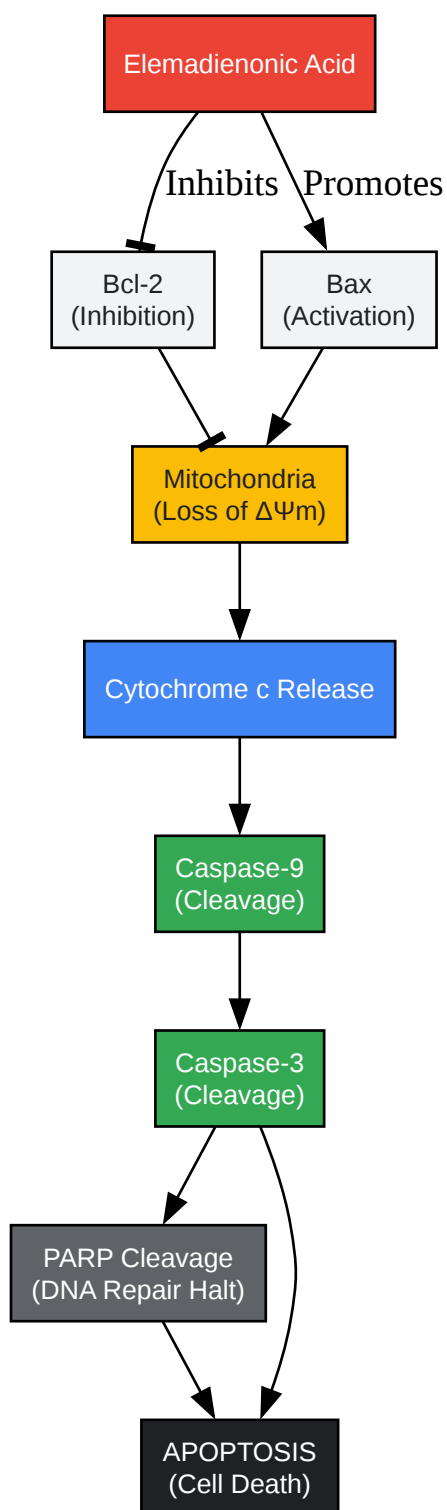 Elemadienonic Acid
Inhibits
Promotes
Bcl-2
(Inhibition)
Bax
(Activation)
Mitochondria
(Loss of ΔΨm)
Cytochrome c Release
Caspase-9
(Cleavage)
Caspase-3
(Cleavage)
PARP Cleavage
(DNA Repair Halt)
APOPTOSIS
(Cell Death)